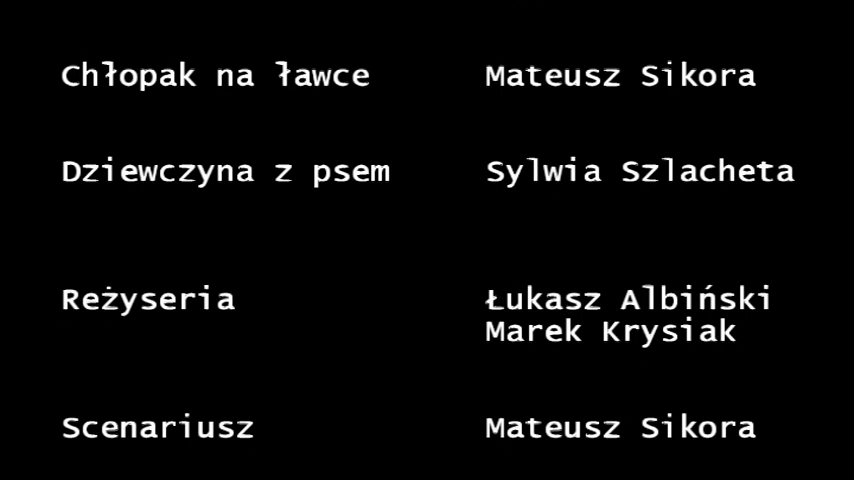 Chłopak na ławce Mateusz Sikora
Dziewczyna z psem Sylwia Szlacheta
Reżyseria Łukasz Albiński
Marek Krysiak
Scenariusz Mateusz Sikora